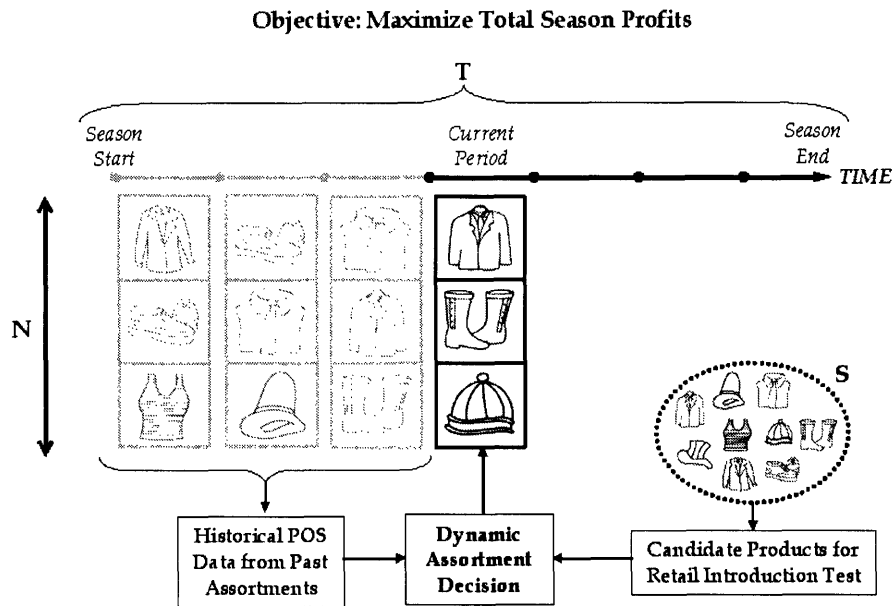 Objective: Maximize Total Season Profits
T
Season
Start
Current
Period
Season
End
TIME
N
S
Historical POS
Data from Past
Assortments
Dynamic
Assortment
Decision
Candidate Products for
Retail Introduction Test